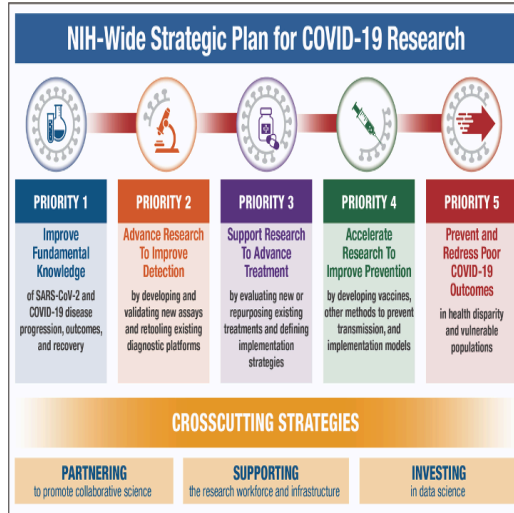 NIH-Wide Strategic Plan for COVID-19 Research
PRIORITY 1
Improve
Fundamental
Knowledge
of SARS-CoV-2 and
COVID-19 disease
progression, outcomes,
and recovery
PRIORITY 2
Advance Research
To Improve
Detection
by developing and
validating new assays
and retooling existing
diagnostic platforms
PRIORITY 3
Support Research
To Advance
Treatment
by evaluating new or
repurposing existing
treatments and defining
implementation
strategies
PRIORITY 4
Accelerate
Research To
Improve Prevention
by developing vaccines,
other methods to prevent
transmission, and
implementation models
PRIORITY 5
Prevent and
Redress Poor
COVID-19
Outcomes
in health disparity
and vulnerable
populations
CROSSCUTTING STRATEGIES
PARTNERING
to promote collaborative science
SUPPORTING
the research workforce and infrastructure
INVESTING
in data science